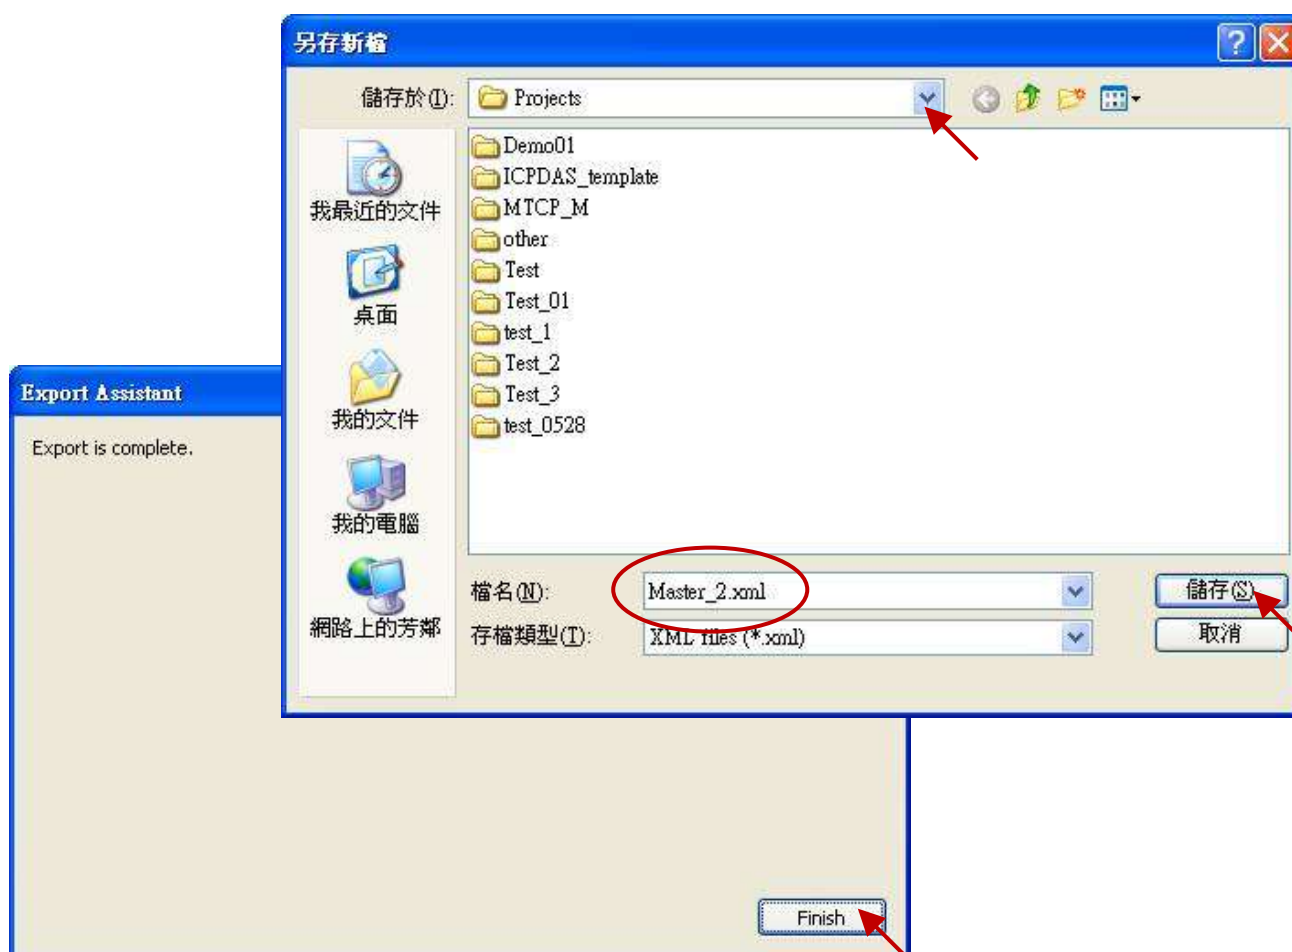 另存新檔
儲存於(I):
Projects
我最近的文件
桌面
我的文件
我的電腦
網路上的芳鄰
Demo01
ICPDAS_template
MTCP_M
other
Test
Test_01
test_1
Test_2
Test_3
test_0528
檔名(N):
Master_2.xml
儲存(S)
存檔類型(T):
XML files (*.xml)
取消
Export Assistant
Export is complete.
Finish